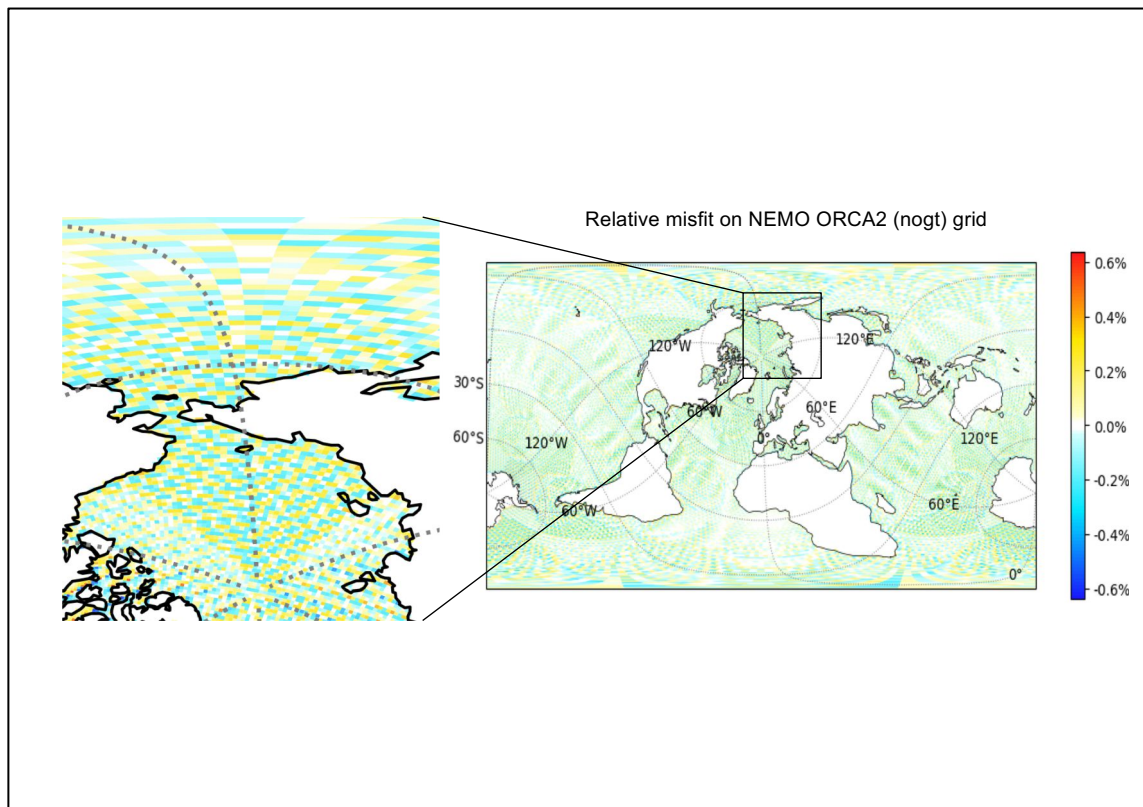 Relative misfit on NEMO ORCA2 (nogt) grid
0.6%
0.4%
0.2%
0.0%
-0.2%
-0.4%
-0.6%
120°W
120°E
30°S
60°W
60°E
60°S
120°W
0°
120°E
60°W
60°E
0°